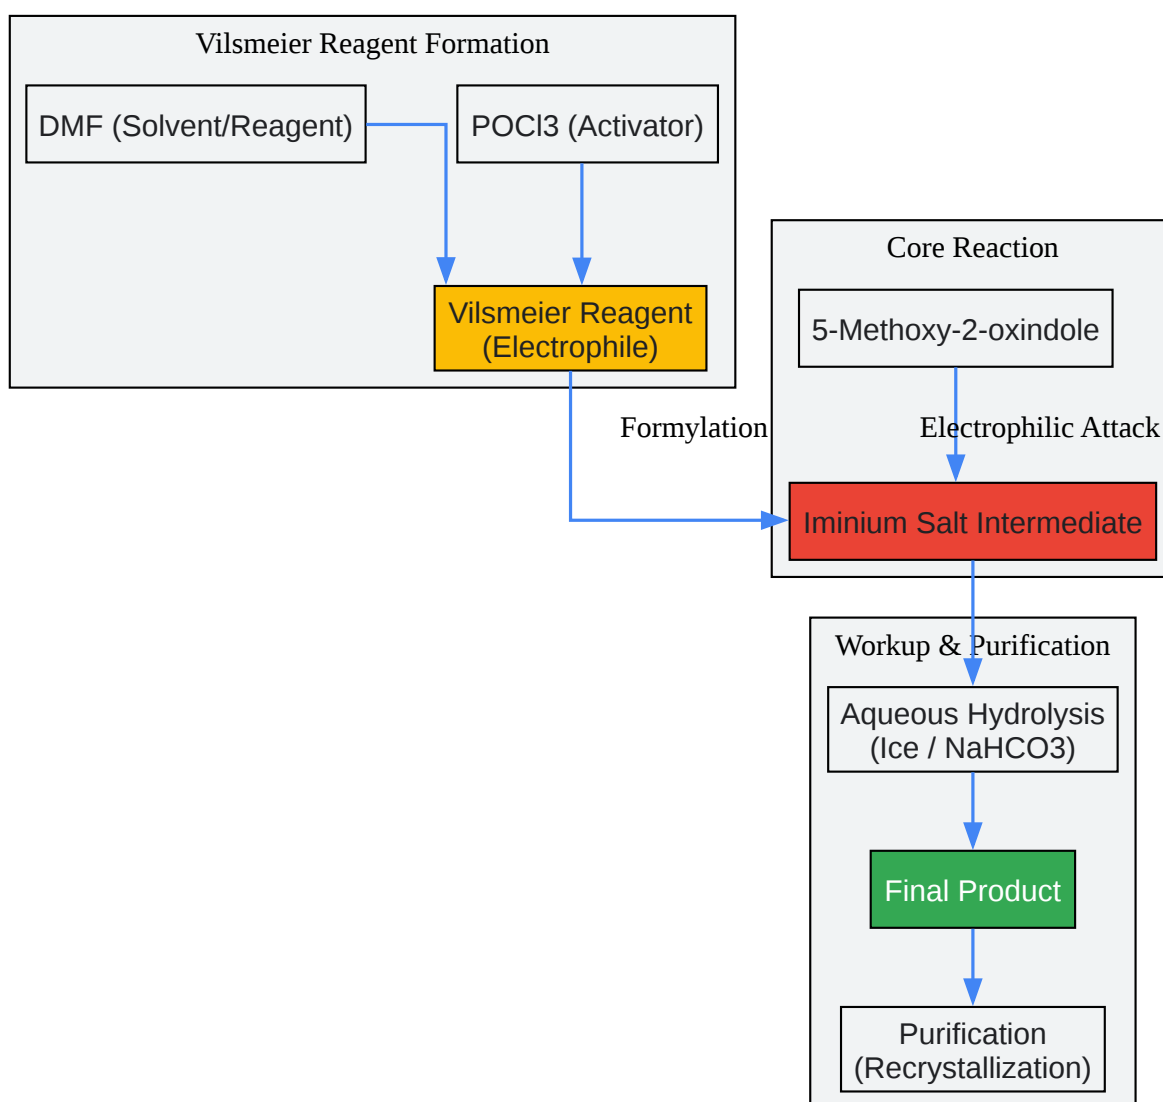 Vilsmeier Reagent Formation
DMF (Solvent/Reagent)
POCl3 (Activator)
Vilsmeier Reagent
(Electrophile)
Core Reaction
5-Methoxy-2-oxindole
Formylation
Electrophilic Attack
Iminium Salt Intermediate
Workup & Purification
Aqueous Hydrolysis
(Ice / NaHCO3)
Final Product
Purification
(Recrystallization)